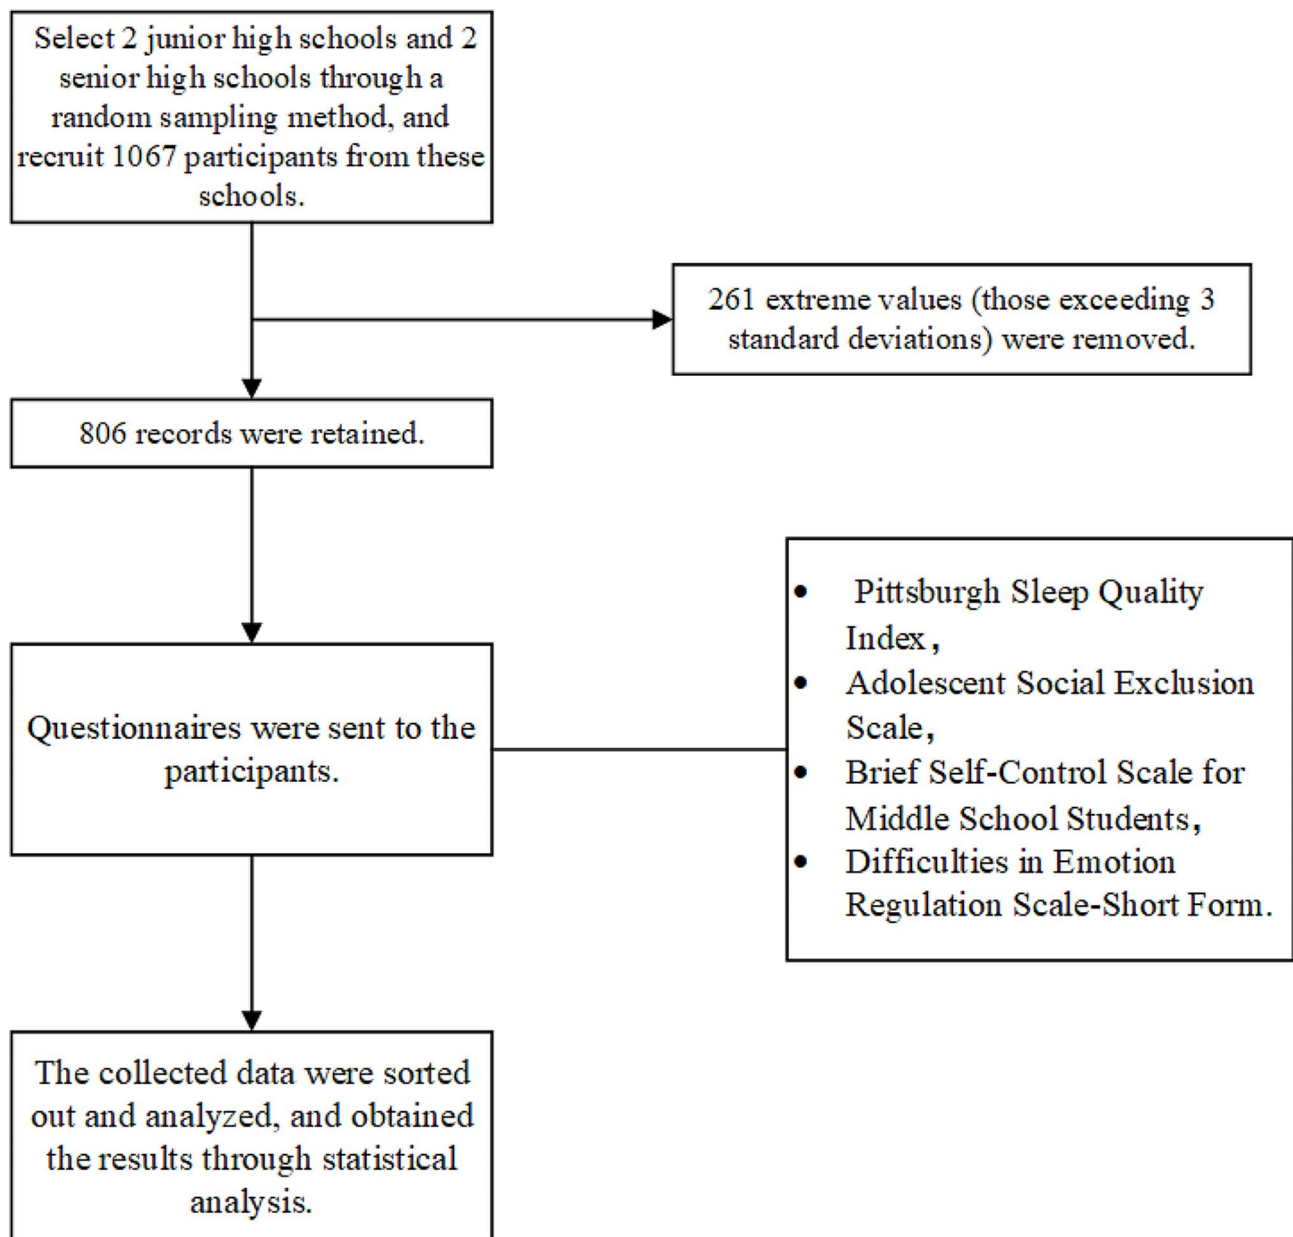 Select 2 junior high schools and 2
senior high schools through a
random sampling method, and
recruit 1067 participants from these
schools.
261 extreme values (those exceeding 3
standard deviations) were removed.
806 records were retained.
Questionnaires were sent to the
participants.
• Pittsburgh Sleep Quality
Index,
• Adolescent Social Exclusion
Scale,
• Brief Self-Control Scale for
Middle School Students,
• Difficulties in Emotion
Regulation Scale-Short Form.
The collected data were sorted
out and analyzed, and obtained
the results through statistical
analysis.